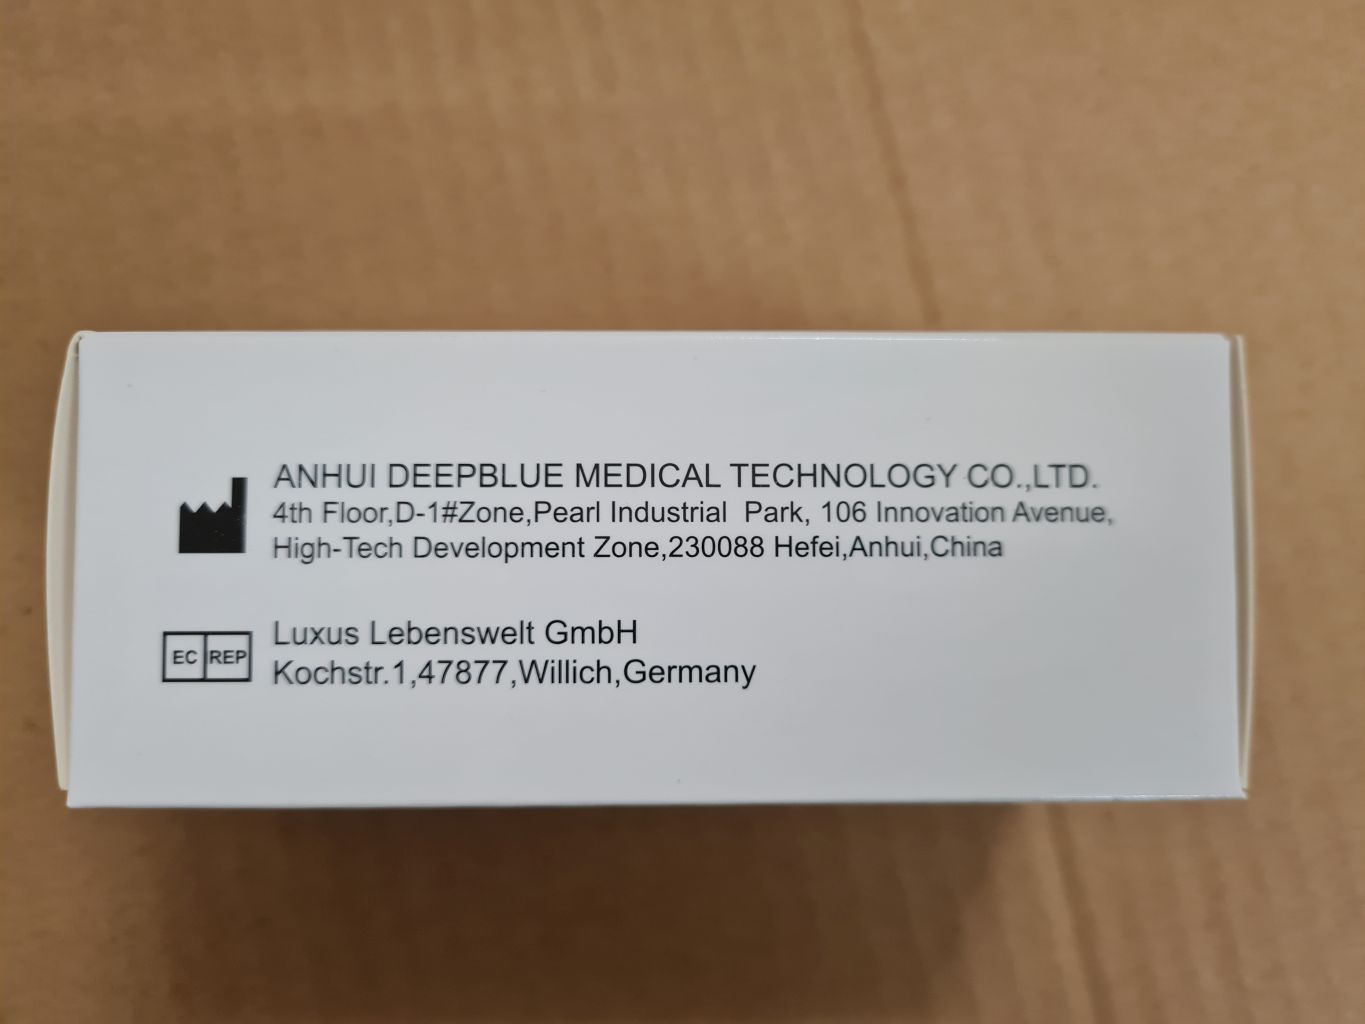 ANHUI DEEPBLUE MEDICAL TECHNOLOGY CO.,LTD.
4th Floor,D-1#Zone,Pearl Industrial  Park, 106 Innovation Avenue,
High-Tech Development Zone,230088 Hefei,Anhui,China
EC REP
Luxus Lebenswelt GmbH
Kochstr.1,47877,Willich,Germany